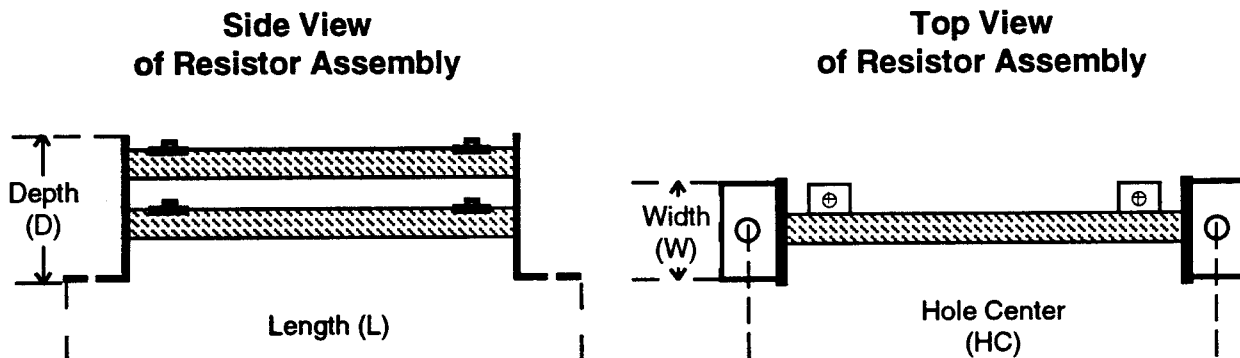 Side View
of Resistor Assembly
Top View
of Resistor Assembly
Depth
(D)
Length (L)
Width
(W)
Hole Center
(HC)